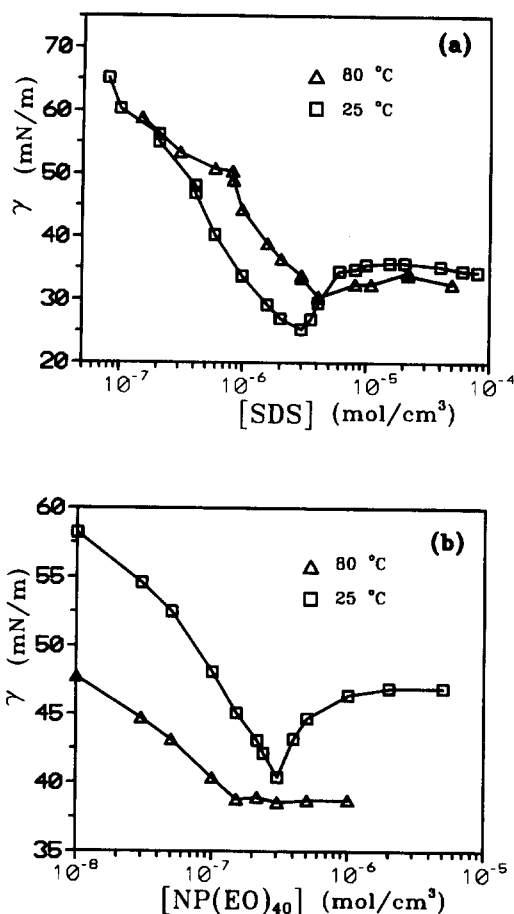 (a)
△ 80 °C
□ 25 °C
γ (mN/m)
70
60
50
40
30
20
10⁻⁷ 10⁻⁶ 10⁻⁵ 10⁻⁴
[SDS] (mol/cm³)
(b)
△ 80 °C
□ 25 °C
γ (mN/m)
60
55
50
45
40
35
10⁻⁸ 10⁻⁷ 10⁻⁶ 10⁻⁵
[NP(EO)₄₀] (mol/cm³)